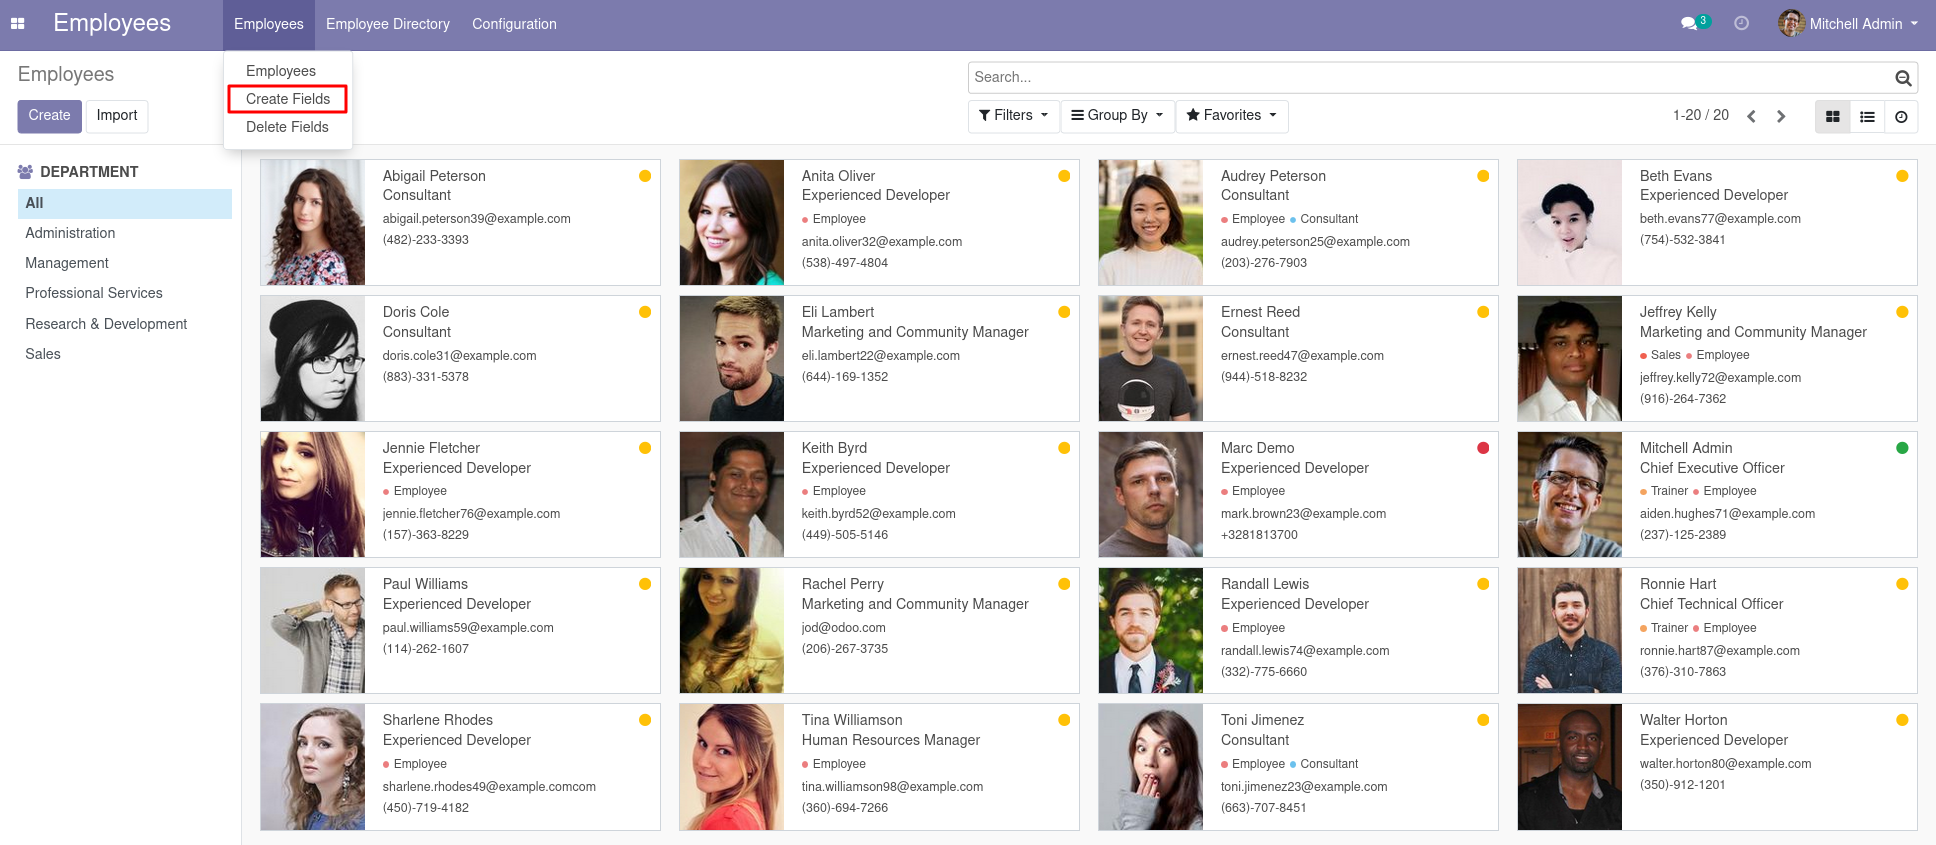 Employees Employees Employee Directory Configuration 3 Mitchell Admin
Employees
Employees
Create Fields
Delete Fields
Search...
Create Import
Filters Group By Favorites 1-20 / 20
DEPARTMENT
All
Administration
Management
Professional Services
Research & Development
Sales
Abigail Peterson
Consultant
abigail.peterson39@example.com
(482)-233-3393
Anita Oliver
Experienced Developer
Employee
anita.oliver32@example.com
(538)-497-4804
Audrey Peterson
Consultant
Employee Consultant
audrey.peterson25@example.com
(203)-276-7903
Beth Evans
Experienced Developer
beth.evans77@example.com
(754)-532-3841
Doris Cole
Consultant
doris.cole31@example.com
(883)-331-5378
Eli Lambert
Marketing and Community Manager
eli.lambert22@example.com
(644)-169-1352
Ernest Reed
Consultant
ernest.reed47@example.com
(944)-518-8232
Jeffrey Kelly
Marketing and Community Manager
Sales Employee
jeffrey.kelly72@example.com
(916)-264-7362
Jennie Fletcher
Experienced Developer
Employee
jennie.fletcher76@example.com
(157)-363-8229
Keith Byrd
Experienced Developer
Employee
keith.byrd52@example.com
(449)-505-5146
Marc Demo
Experienced Developer
Employee
mark.brown23@example.com
+3281813700
Mitchell Admin
Chief Executive Officer
Trainer Employee
aiden.hughes71@example.com
(237)-125-2389
Paul Williams
Experienced Developer
paul.williams59@example.com
(114)-262-1607
Rachel Perry
Marketing and Community Manager
jod@odoo.com
(206)-267-3735
Randall Lewis
Experienced Developer
Employee
randall.lewis74@example.com
(332)-775-6660
Ronnie Hart
Chief Technical Officer
Trainer Employee
ronnie.hart87@example.com
(376)-310-7863
Sharlene Rhodes
Experienced Developer
Employee
sharlene.rhodes49@example.comcom
(450)-719-4182
Tina Williamson
Human Resources Manager
Employee
tina.williamson98@example.com
(360)-694-7266
Toni Jimenez
Consultant
Employee Consultant
toni.jimenez23@example.com
(663)-707-8451
Walter Horton
Experienced Developer
walter.horton80@example.com
(350)-912-1201